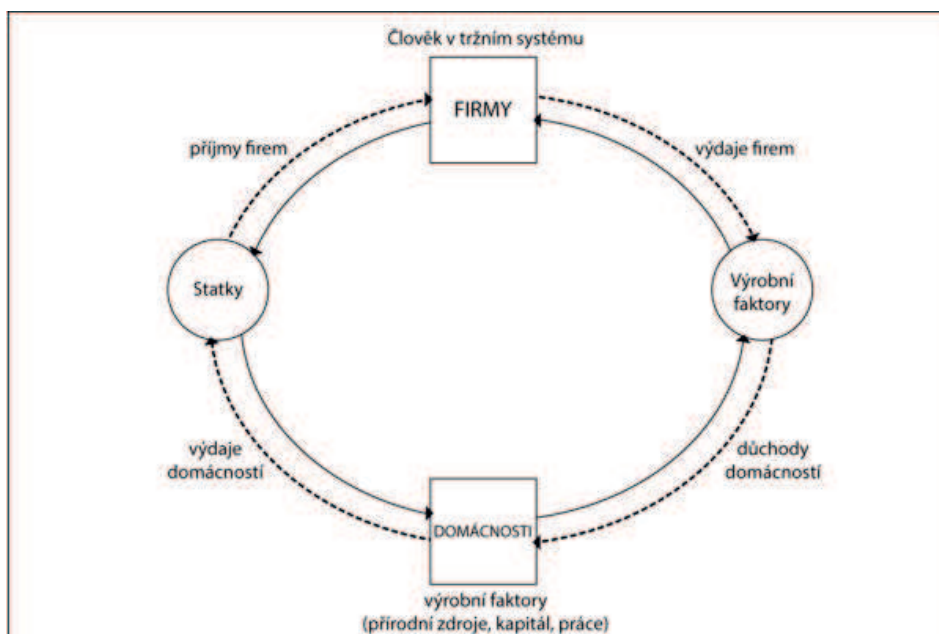 Člověk v tržním systému
FIRMY
příjmy firem
výdaje firem
Statky
Výrobní
faktory
výdaje
domácností
důchody
domácností
DOMÁCNOSTI
výrobní faktory
(přírodní zdroje, kapitál, práce)